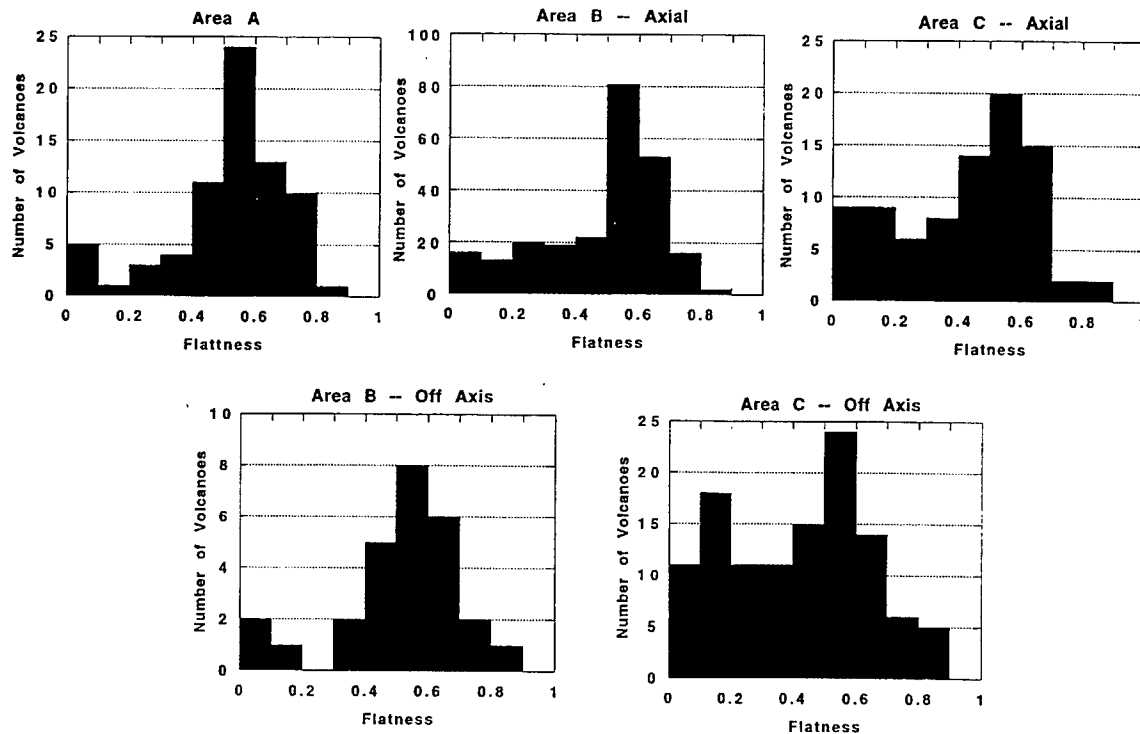 Area A
Number of Volcanoes
25
20
15
10
5
0
0 0.2 0.4 0.6 0.8 1
Flattness
Area B -- Axial
Number of Volcanoes
100
80
60
40
20
0
0 0.2 0.4 0.6 0.8 1
Flatness
Area C -- Axial
Number of Volcanoes
25
20
15
10
5
0
0 0.2 0.4 0.6 0.8 1
Flatness
Area B -- Off Axis
Number of Volcanoes
10
8
6
4
2
0
0 0.2 0.4 0.6 0.8 1
Flatness
Area C -- Off Axis
Number of Volcanoes
25
20
15
10
5
0
0 0.2 0.4 0.6 0.8 1
Flatness